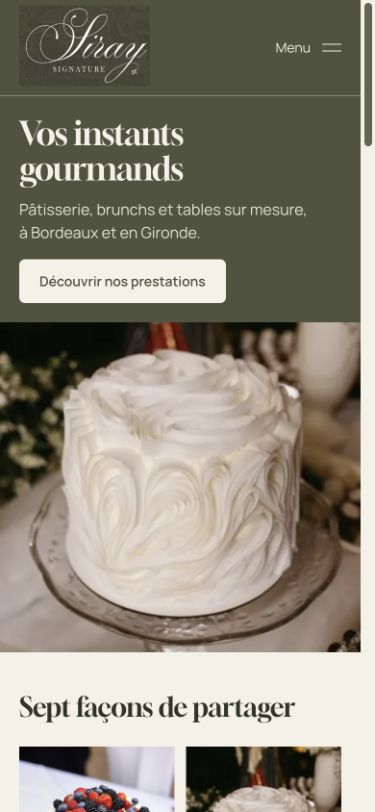 Siray
SIGNATURE
Menu
Vos instants
gourmands
Pâtisserie, brunchs et tables sur mesure,
à Bordeaux et en Gironde.
Découvrir nos prestations
Sept façons de partager